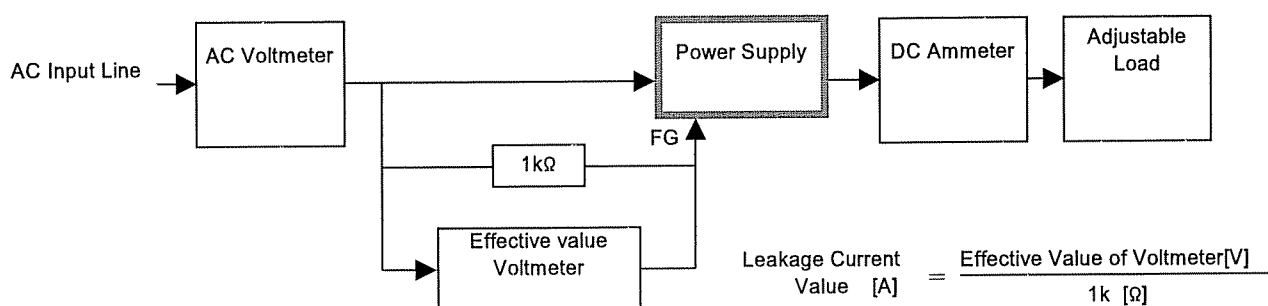 AC Input Line
AC Voltmeter
Power Supply
DC Ammeter
Adjustable
Load
FG
1kΩ
Effective value
Voltmeter
Leakage Current
Value [A]
=
Effective Value of Voltmeter[V]
1k [Ω]